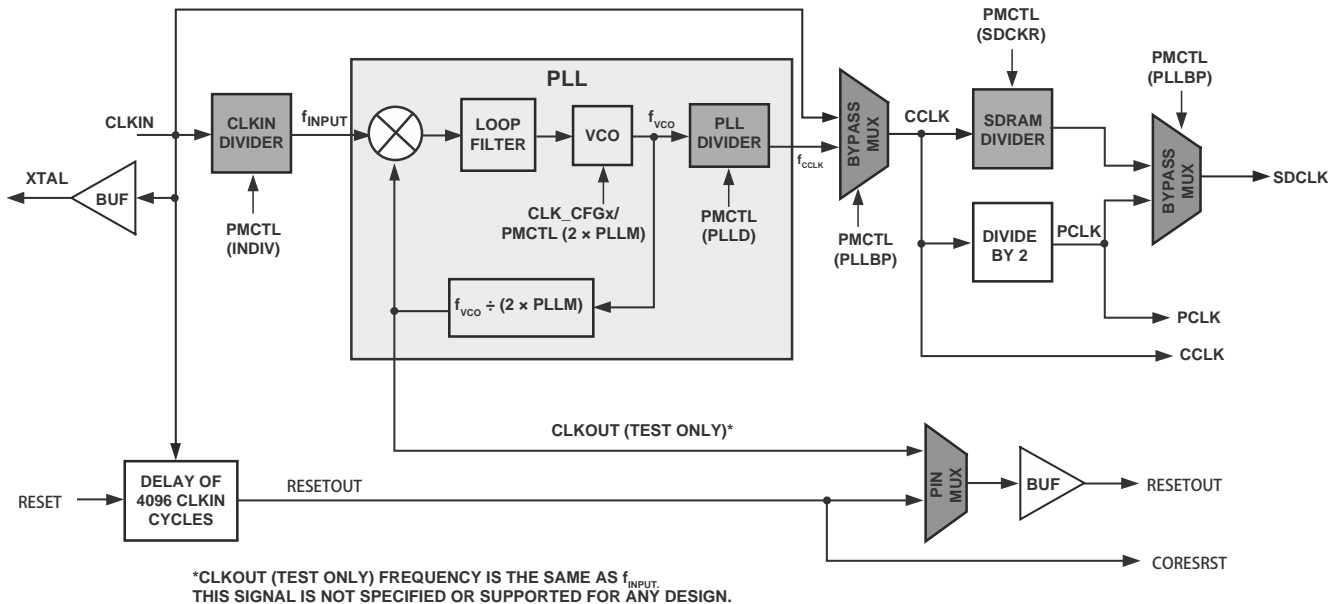 PMCTL
(SDCKR)
PMCTL
(PLLBP)
PLL
CLKIN
CLKIN
DIVIDER
fINPUT
LOOP
FILTER
VCO
fVCO
PLL
DIVIDER
fCCLK
BYPASS
MUX
CCLK
SDRAM
DIVIDER
BYPASS
MUX
SDCLK
XTAL
BUF
PMCTL
(INDIV)
CLK_CFGx/
PMCTL (2 × PLLM)
PMCTL
(PLLD)
PMCTL
(PLLBP)
DIVIDE
BY 2
PCLK
fVCO ÷ (2 × PLLM)
PCLK
CCLK
CLKOUT (TEST ONLY)*
RESET
DELAY OF
4096 CLKIN
CYCLES
RESETOUT
PIN
MUX
BUF
RESETOUT
CORESRST
*CLKOUT (TEST ONLY) FREQUENCY IS THE SAME AS fINPUT.
THIS SIGNAL IS NOT SPECIFIED OR SUPPORTED FOR ANY DESIGN.